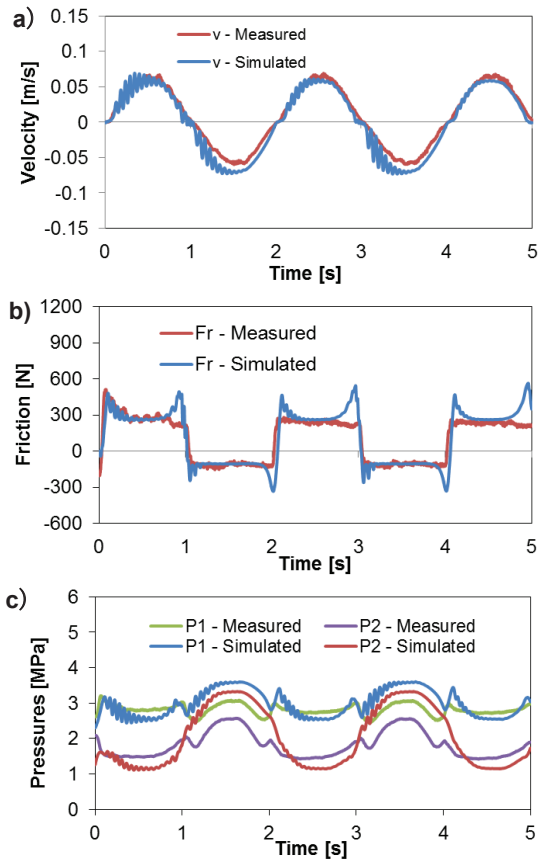 a)
Velocity [m/s]
0.15
0.1
0.05
0
-0.05
-0.1
-0.15
v - Measured
v - Simulated
0 1 2 3 4 5
Time [s]
b)
Friction [N]
1200
900
600
300
0
-300
-600
Fr - Measured
Fr - Simulated
0 1 2 3 4 5
Time [s]
c)
Pressures [MPa]
6
5
4
3
2
1
0
P1 - Measured P2 - Measured
P1 - Simulated P2 - Simulated
0 1 2 3 4 5
Time [s]